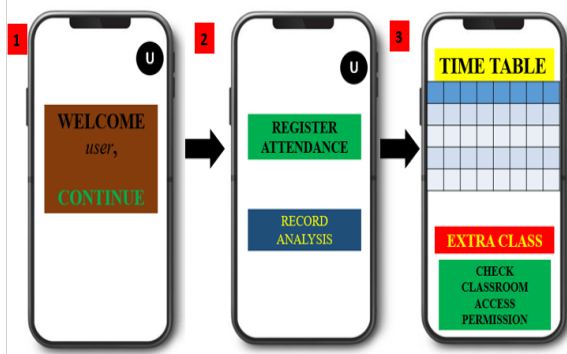 1
U
WELCOME
user,
CONTINUE
2
U
REGISTER
ATTENDANCE
RECORD
ANALYSIS
3
TIME TABLE
EXTRA CLASS
CHECK
CLASSROOM
ACCESS
PERMISSION